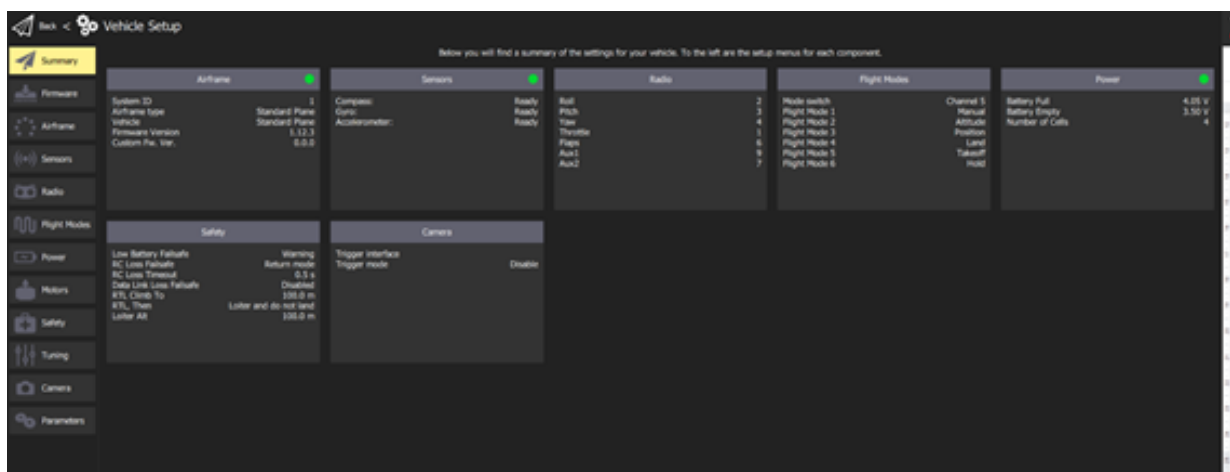 Back < Vehicle Setup
Below you will find a summary of the settings for your vehicle. To the left are the setup menus for each component.
Summary
Firmware
Airframe
Sensors
Radio
Flight Modes
Power
Motors
Safety
Tuning
Camera
Parameters
Airframe
System ID 1
Airframe type Standard Plane
Vehicle Standard Plane
Firmware Version 1.12.3
Custom Fw. Ver. 0.0.0
Sensors
Compass: Ready
Gyro: Ready
Accelerometer: Ready
Radio
Roll 2
Pitch 3
Yaw 4
Throttle 1
Flaps 6
Aux1 9
Aux2 7
Flight Modes
Mode switch Channel 5
Flight Mode 1 Manual
Flight Mode 2 Altitude
Flight Mode 3 Position
Flight Mode 4 Land
Flight Mode 5 Takeoff
Flight Mode 6 Hold
Power
Battery Full 4.05 V
Battery Empty 3.50 V
Number of Cells 4
Safety
Low Battery Failsafe Warning
RC Loss Failsafe Return mode
RC Loss Timeout 0.5 s
Data Link Loss Failsafe Disabled
RTL Climb To 100.0 m
RTL, Then Loiter and do not land
Loiter Alt 100.0 m
Camera
Trigger interface
Trigger mode Disable